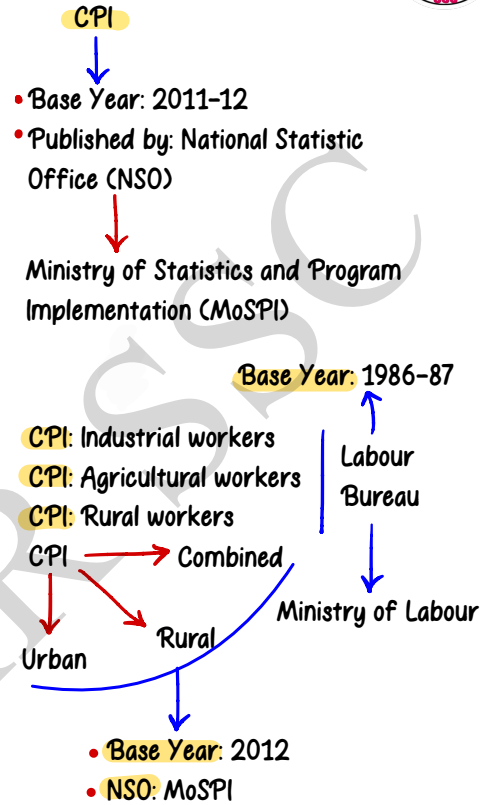 CPI
• Base Year: 2011-12
• Published by: National Statistic
Office (NSO)
Ministry of Statistics and Program
Implementation (MoSPI)
Base Year: 1986-87
CPI: Industrial workers
CPI: Agricultural workers
CPI: Rural workers
Labour
Bureau
CPI
Combined
Ministry of Labour
Rural
Urban
• Base Year: 2012
• NSO: MoSPI
R SSC